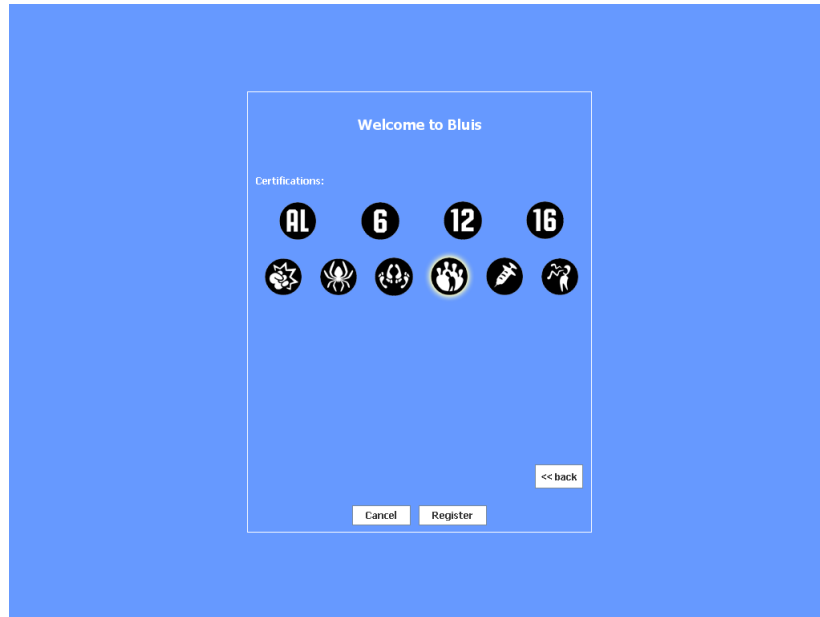 Welcome to Bluis
Certifications:
AL 6 12 16
<< back
Cancel Register